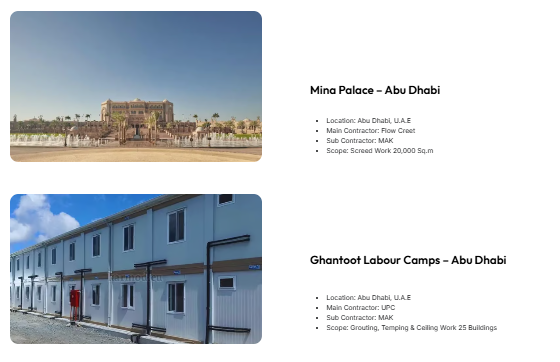 Mina Palace – Abu Dhabi
Location: Abu Dhabi, U.A.E
Main Contractor: Flow Creet
Sub Contractor: MAK
Scope: Screed Work 20,000 Sq.m
Ghantoot Labour Camps – Abu Dhabi
Location: Abu Dhabi, U.A.E
Main Contractor: UPC
Sub Contractor: MAK
Scope: Grouting, Temping & Ceiling Work 25 Buildings